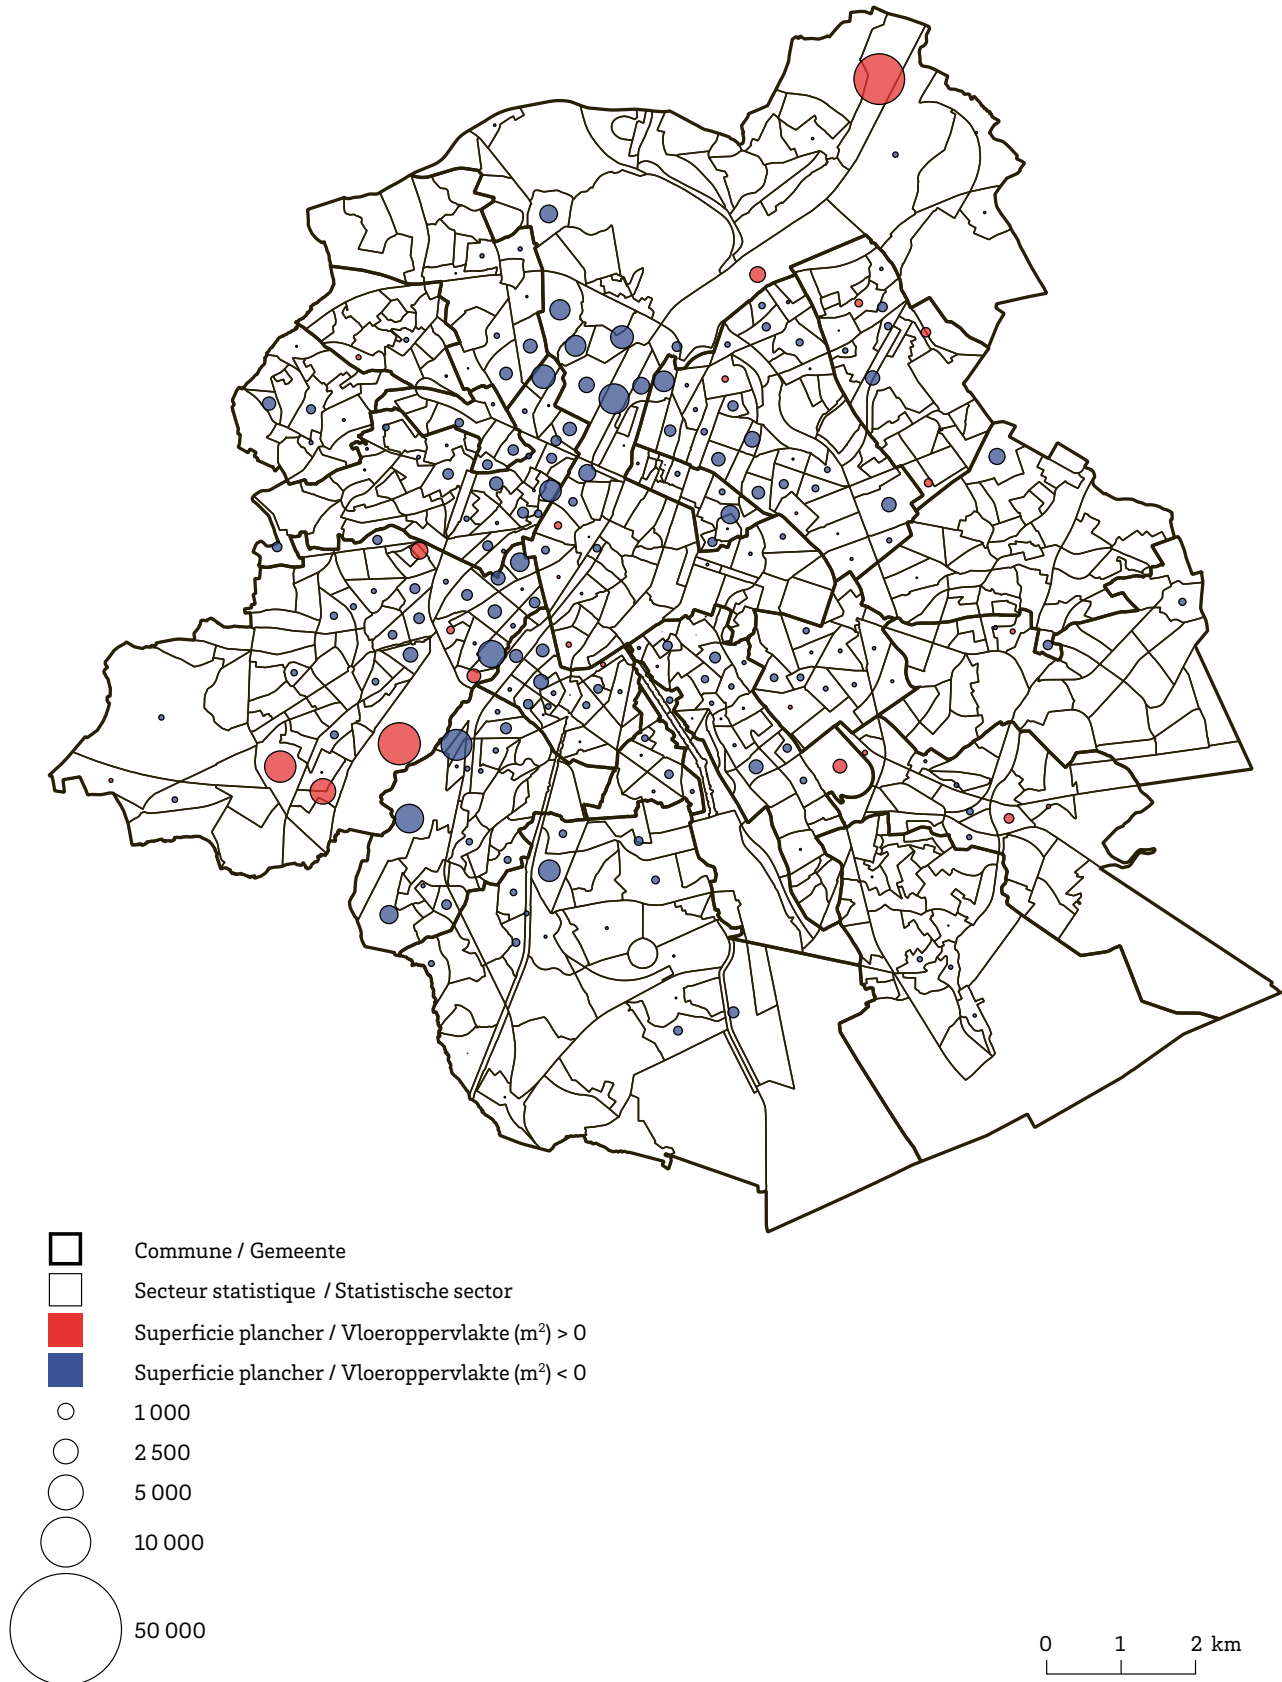 Commune / Gemeente
Secteur statistique / Statistische sector
Superficie plancher / Vloeroppervlakte (m²) > 0
Superficie plancher / Vloeroppervlakte (m²) < 0
1 000
2 500
5 000
10 000
50 000
0 1 2 km